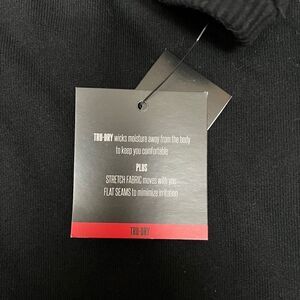 TRU-DRY wicks moisture away from the body
to keep you comfortable
PLUS
STRETCH FABRIC moves with you
FLAT SEAMS to minimize irritation
TRU-DRY